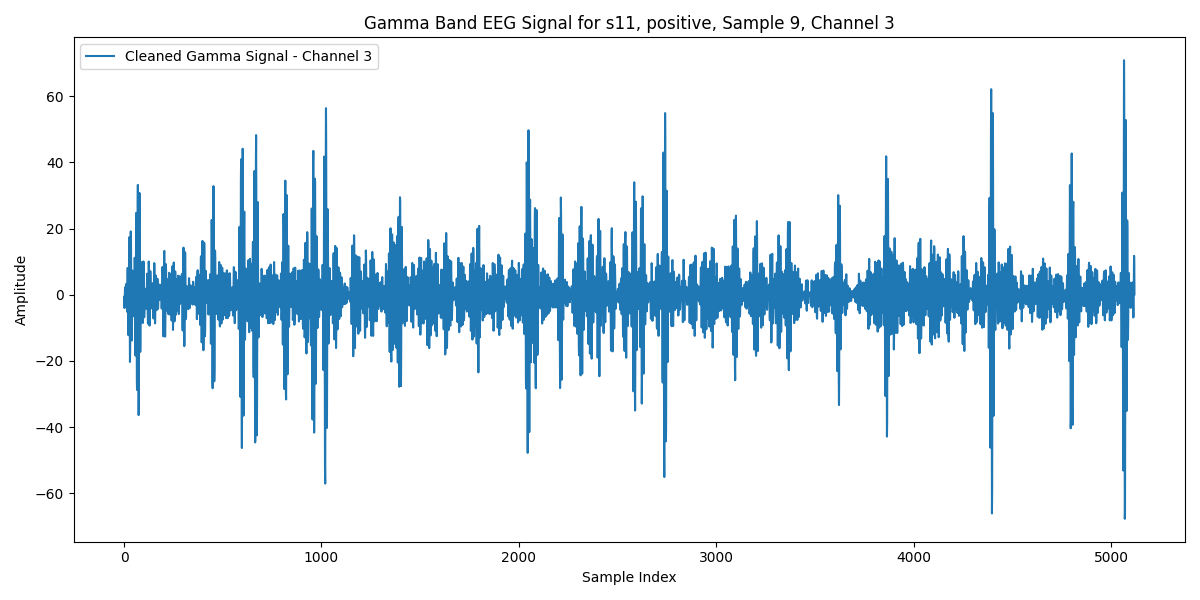 Gamma Band EEG Signal for s11, positive, Sample 9, Channel 3
Cleaned Gamma Signal - Channel 3
Amplitude
60
40
20
0
−20
−40
−60
0 1000 2000 3000 4000 5000
Sample Index